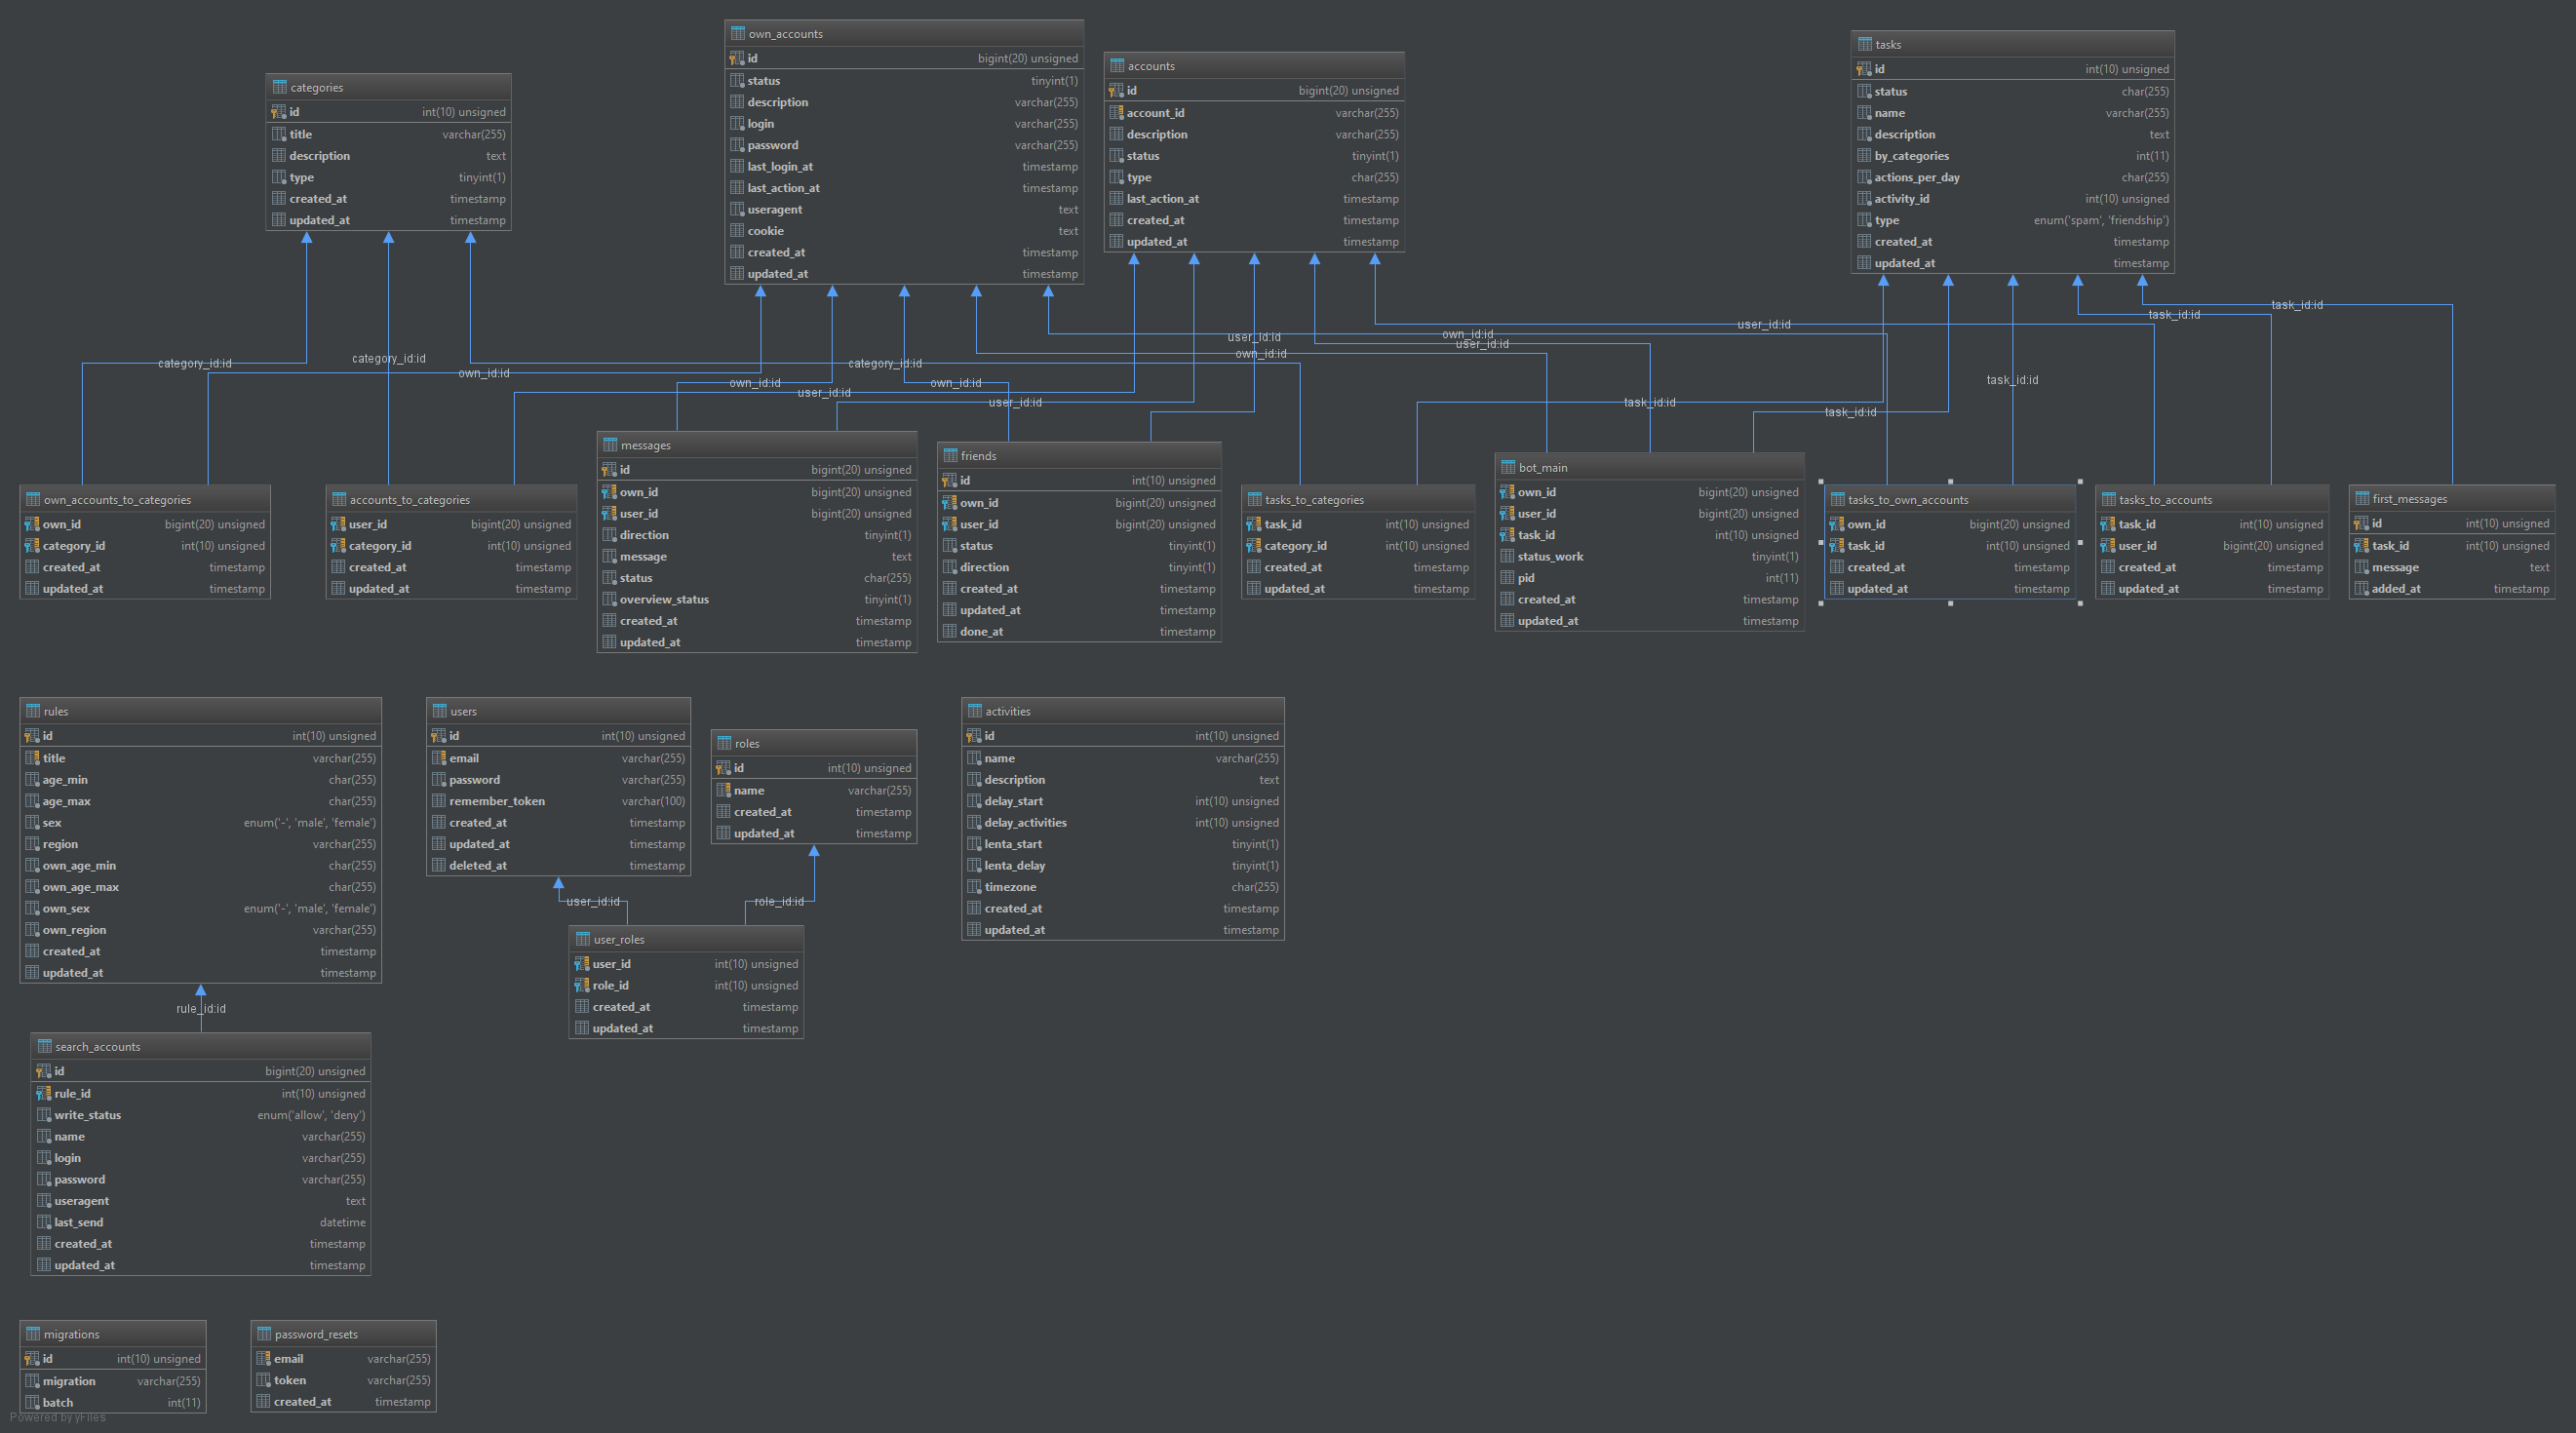 own_accounts
id bigint(20) unsigned
status tinyint(1)
description varchar(255)
login varchar(255)
password varchar(255)
last_login_at timestamp
last_action_at timestamp
useragent text
cookie text
created_at timestamp
updated_at timestamp
accounts
id bigint(20) unsigned
account_id varchar(255)
description varchar(255)
status tinyint(1)
type char(255)
last_action_at timestamp
created_at timestamp
updated_at timestamp
tasks
id int(10) unsigned
status char(255)
name varchar(255)
description text
by_categories int(11)
actions_per_day char(255)
activity_id int(10) unsigned
type enum('spam', 'friendship')
created_at timestamp
updated_at timestamp
categories
id int(10) unsigned
title varchar(255)
description text
type tinyint(1)
created_at timestamp
updated_at timestamp
task_id:id
task_id:id
user_id:id
own_id:id
user_id:id
user_id:id
own_id:id
category_id:id
category_id:id
category_id:id
own_id:id
own_id:id
own_id:id
user_id:id
user_id:id
task_id:id
task_id:id
task_id:id
own_accounts_to_categories
own_id bigint(20) unsigned
category_id int(10) unsigned
created_at timestamp
updated_at timestamp
accounts_to_categories
user_id bigint(20) unsigned
category_id int(10) unsigned
created_at timestamp
updated_at timestamp
messages
id bigint(20) unsigned
own_id bigint(20) unsigned
user_id bigint(20) unsigned
direction tinyint(1)
message text
status char(255)
overview_status tinyint(1)
created_at timestamp
updated_at timestamp
friends
id int(10) unsigned
own_id bigint(20) unsigned
user_id bigint(20) unsigned
status tinyint(1)
direction tinyint(1)
created_at timestamp
updated_at timestamp
done_at timestamp
tasks_to_categories
task_id int(10) unsigned
category_id int(10) unsigned
created_at timestamp
updated_at timestamp
bot_main
own_id bigint(20) unsigned
user_id bigint(20) unsigned
task_id int(10) unsigned
status_work tinyint(1)
pid int(11)
created_at timestamp
updated_at timestamp
tasks_to_own_accounts
own_id bigint(20) unsigned
task_id int(10) unsigned
created_at timestamp
updated_at timestamp
tasks_to_accounts
task_id int(10) unsigned
user_id bigint(20) unsigned
created_at timestamp
updated_at timestamp
first_messages
id int(10) unsigned
task_id int(10) unsigned
message text
added_at timestamp
rules
id int(10) unsigned
title varchar(255)
age_min char(255)
age_max char(255)
sex enum('-', 'male', 'female')
region varchar(255)
own_age_min char(255)
own_age_max char(255)
own_sex enum('-', 'male', 'female')
own_region varchar(255)
created_at timestamp
updated_at timestamp
users
id int(10) unsigned
email varchar(255)
password varchar(255)
remember_token varchar(100)
created_at timestamp
updated_at timestamp
deleted_at timestamp
roles
id int(10) unsigned
name varchar(255)
created_at timestamp
updated_at timestamp
activities
id int(10) unsigned
name varchar(255)
description text
delay_start int(10) unsigned
delay_activities int(10) unsigned
lenta_start tinyint(1)
lenta_delay tinyint(1)
timezone char(255)
created_at timestamp
updated_at timestamp
user_id:id
role_id:id
user_roles
user_id int(10) unsigned
role_id int(10) unsigned
created_at timestamp
updated_at timestamp
rule_id:id
search_accounts
id bigint(20) unsigned
rule_id int(10) unsigned
write_status enum('allow', 'deny')
name varchar(255)
login varchar(255)
password varchar(255)
useragent text
last_send datetime
created_at timestamp
updated_at timestamp
migrations
id int(10) unsigned
migration varchar(255)
batch int(11)
password_resets
email varchar(255)
token varchar(255)
created_at timestamp
Powered by yFiles